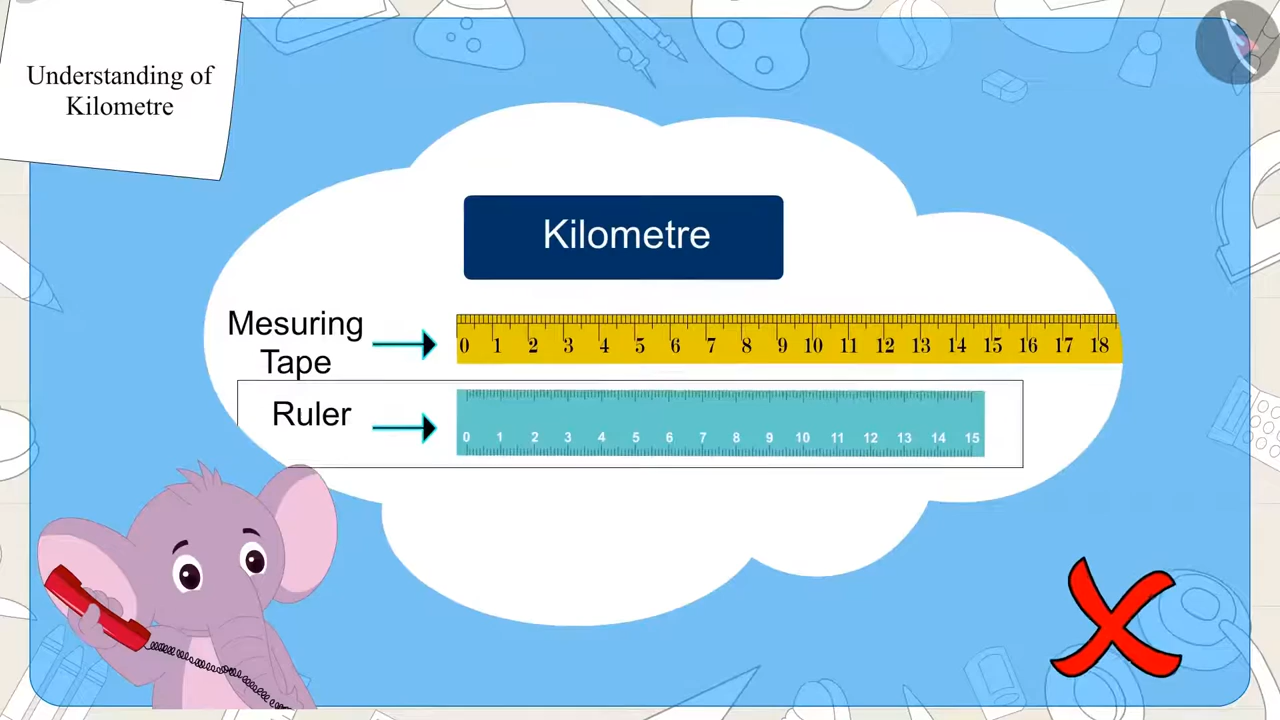 Understanding of
Kilometre
Kilometre
Mesuring
Tape
0 1 2 3 4 5 6 7 8 9 10 11 12 13 14 15 16 17 18
Ruler
0 1 2 3 4 5 6 7 8 9 10 11 12 13 14 15